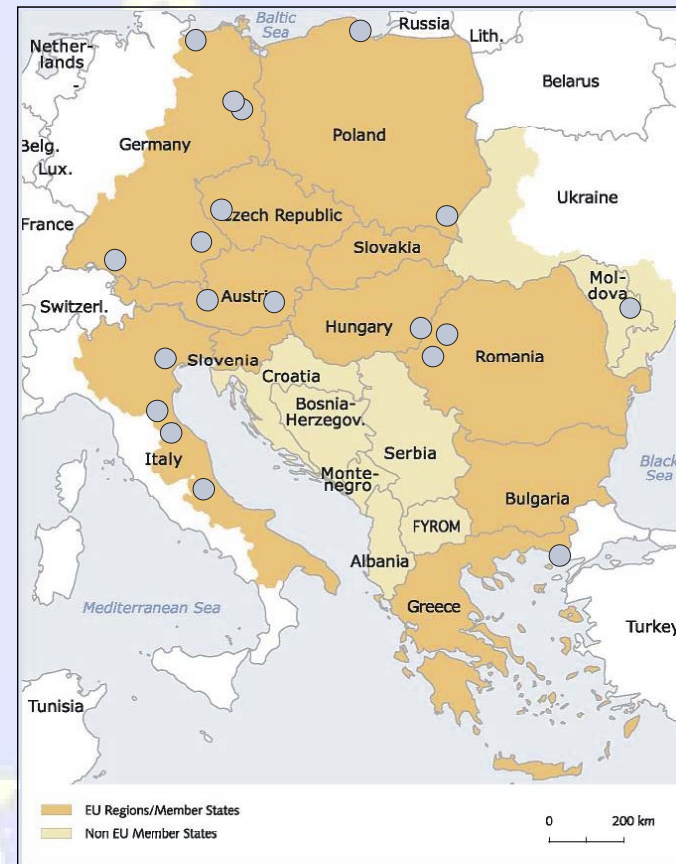 Baltic
Sea
Russia
Lith.
Nether-
lands
-
Belarus
Germany
Poland
Belg.
Lux.
Ukraine
France
Czech Republic
Slovakia
Mol-
dova
Switzerl.
Austri
Hungary
Romania
Slovenia
Croatia
Bosnia-
Herzegov.
Serbia
Italy
Black
Sea
Monte-
negro
Bulgaria
FYROM
Albania
Greece
Mediterranean Sea
Turkey
Tunisia
EU Regions/Member States
Non EU Member States
0 200 km